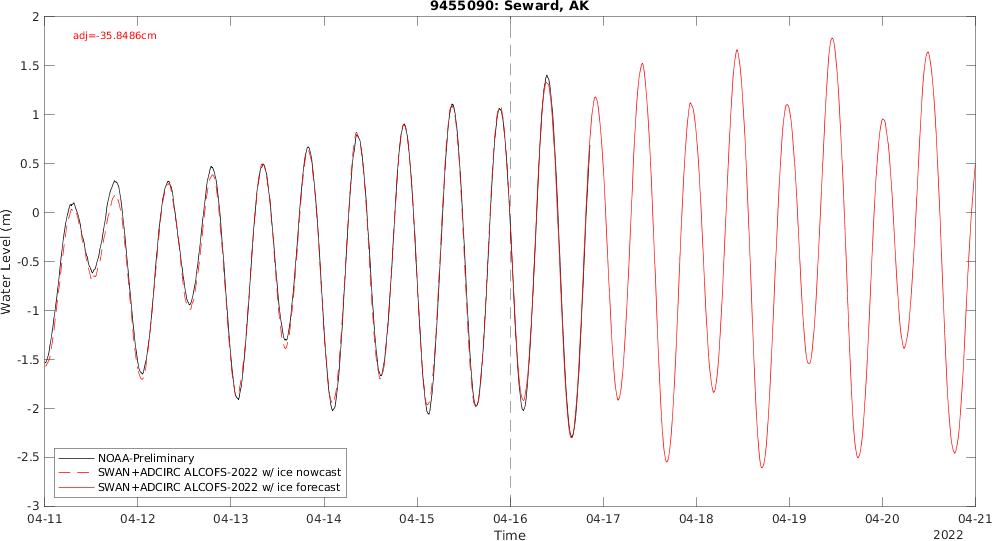 9455090: Seward, AK
adj=-35.8486cm
Water Level (m)
2
1.5
1
0.5
0
-0.5
-1
-1.5
-2
-2.5
-3
NOAA-Preliminary
SWAN+ADCIRC ALCOFS-2022 w/ ice nowcast
SWAN+ADCIRC ALCOFS-2022 w/ ice forecast
04-11 04-12 04-13 04-14 04-15 04-16 04-17 04-18 04-19 04-20 04-21
Time
2022